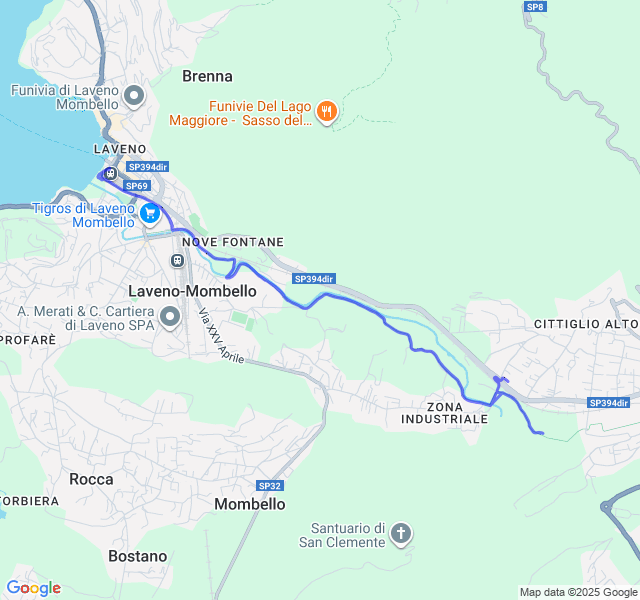 SP8
Brenna
Funivia di Laveno
Mombello
Funivie Del Lago
Maggiore - Sasso del...
LAVENO
SP394dir
SP69
Tigros di Laveno
Mombello
NOVE FONTANE
SP394dir
Laveno-Mombello
A. Merati & C. Cartiera
di Laveno SPA
CITTIGLIO ALTO
PROFARÈ
Via XXV Aprile
ZONA
INDUSTRIALE
SP394dir
Rocca
SP32
TORBIERA
Mombello
Santuario di
San Clemente
Bostano
Google
Map data ©2025 Google